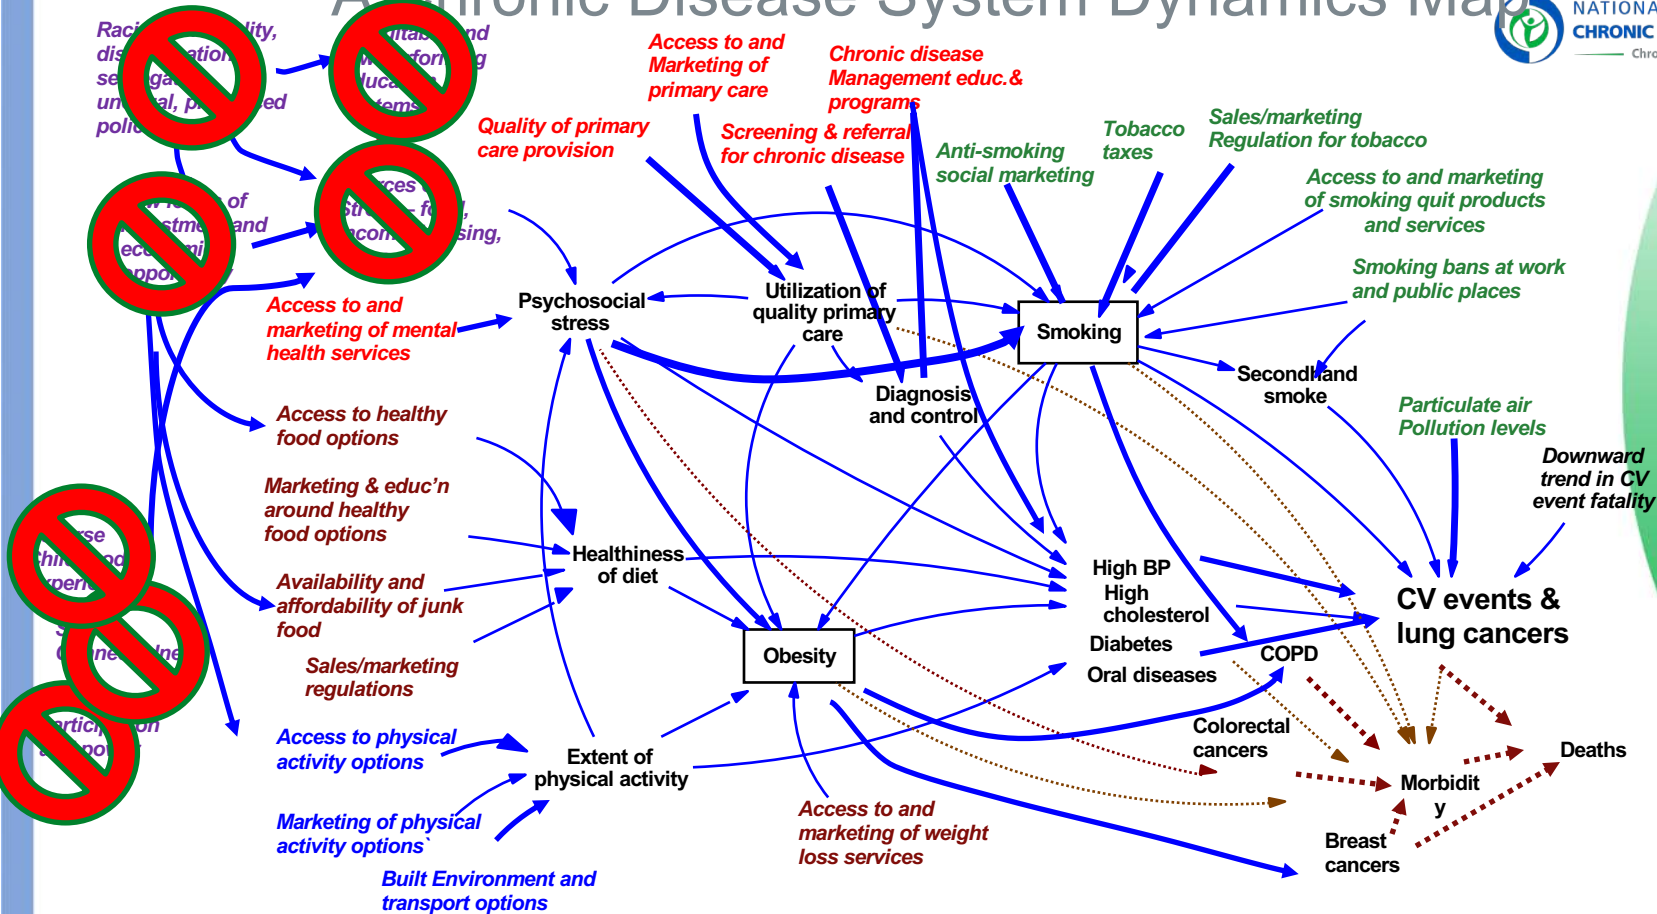 A Chronic Disease System Dynamics Map
NATIONA
CHRONIC
Chro
Access to and
Marketing of
primary care
Chronic disease
Management educ.&
programs
Quality of primary
care provision
Screening & referral
for chronic disease
Anti-smoking
social marketing
Tobacco
taxes
Sales/marketing
Regulation for tobacco
Access to and marketing
of smoking quit products
and services
Smoking bans at work
and public places
Access to and
marketing of mental
health services
Psychosocial
stress
Utilization of
quality primary
care
Smoking
Secondhand
smoke
Diagnosis
and control
Particulate air
Pollution levels
Downward
trend in CV
event fatality
Access to healthy
food options
Marketing & educ'n
around healthy
food options
Availability and
affordability of junk
food
Sales/marketing
regulations
Healthiness
of diet
High BP
High
cholesterol
Diabetes
Oral diseases
CV events &
lung cancers
COPD
Obesity
Colorectal
cancers
Access to physical
activity options
Extent of
physical activity
Deaths
Morbidit
y
Marketing of physical
activity options`
Access to and
marketing of weight
loss services
Breast
cancers
Built Environment and
transport options